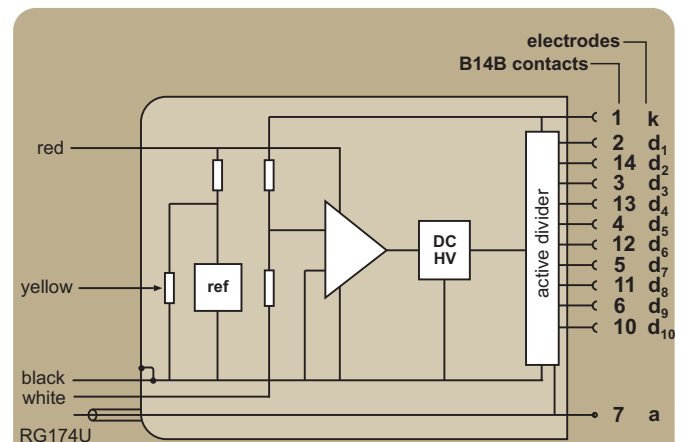 electrodes
B14B contacts
1 k
red
2 d₁
14 d₂
3 d₃
13 d₄
4 d₅
12 d₆
5 d₇
11 d₈
6 d₉
10 d₁₀
active divider
DC
HV
ref
yellow
black
white
7 a
RG174U